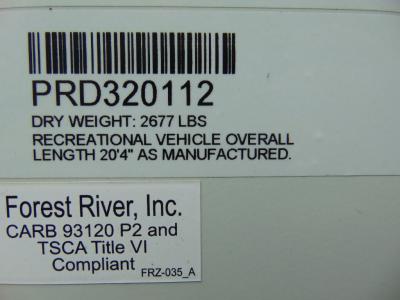 PRD320112
DRY WEIGHT: 2677 LBS
RECREATIONAL VEHICLE OVERALL
LENGTH 20'4" AS MANUFACTURED.
Forest River, Inc.
CARB 93120 P2 and
TSCA Title VI
Compliant
FRZ-035_A